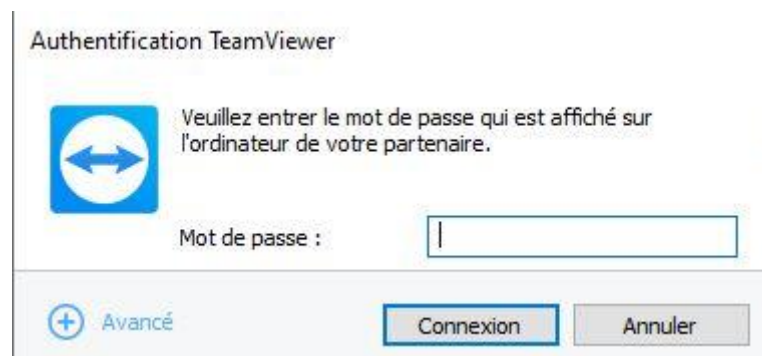 Authentification TeamViewer
Veuillez entrer le mot de passe qui est affiché sur
l'ordinateur de votre partenaire.
Mot de passe :
Avancé
Connexion
Annuler